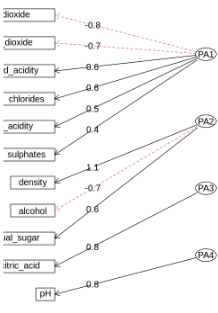 dioxide
-0.8
dioxide
-0.7
PA1
d_acidity
0.6
chlorides
0.6
_acidity
0.5
sulphates
0.4
PA2
density
1.1
alcohol
-0.7
PA3
ual_sugar
0.6
citric_acid
0.8
PA4
pH
0.8